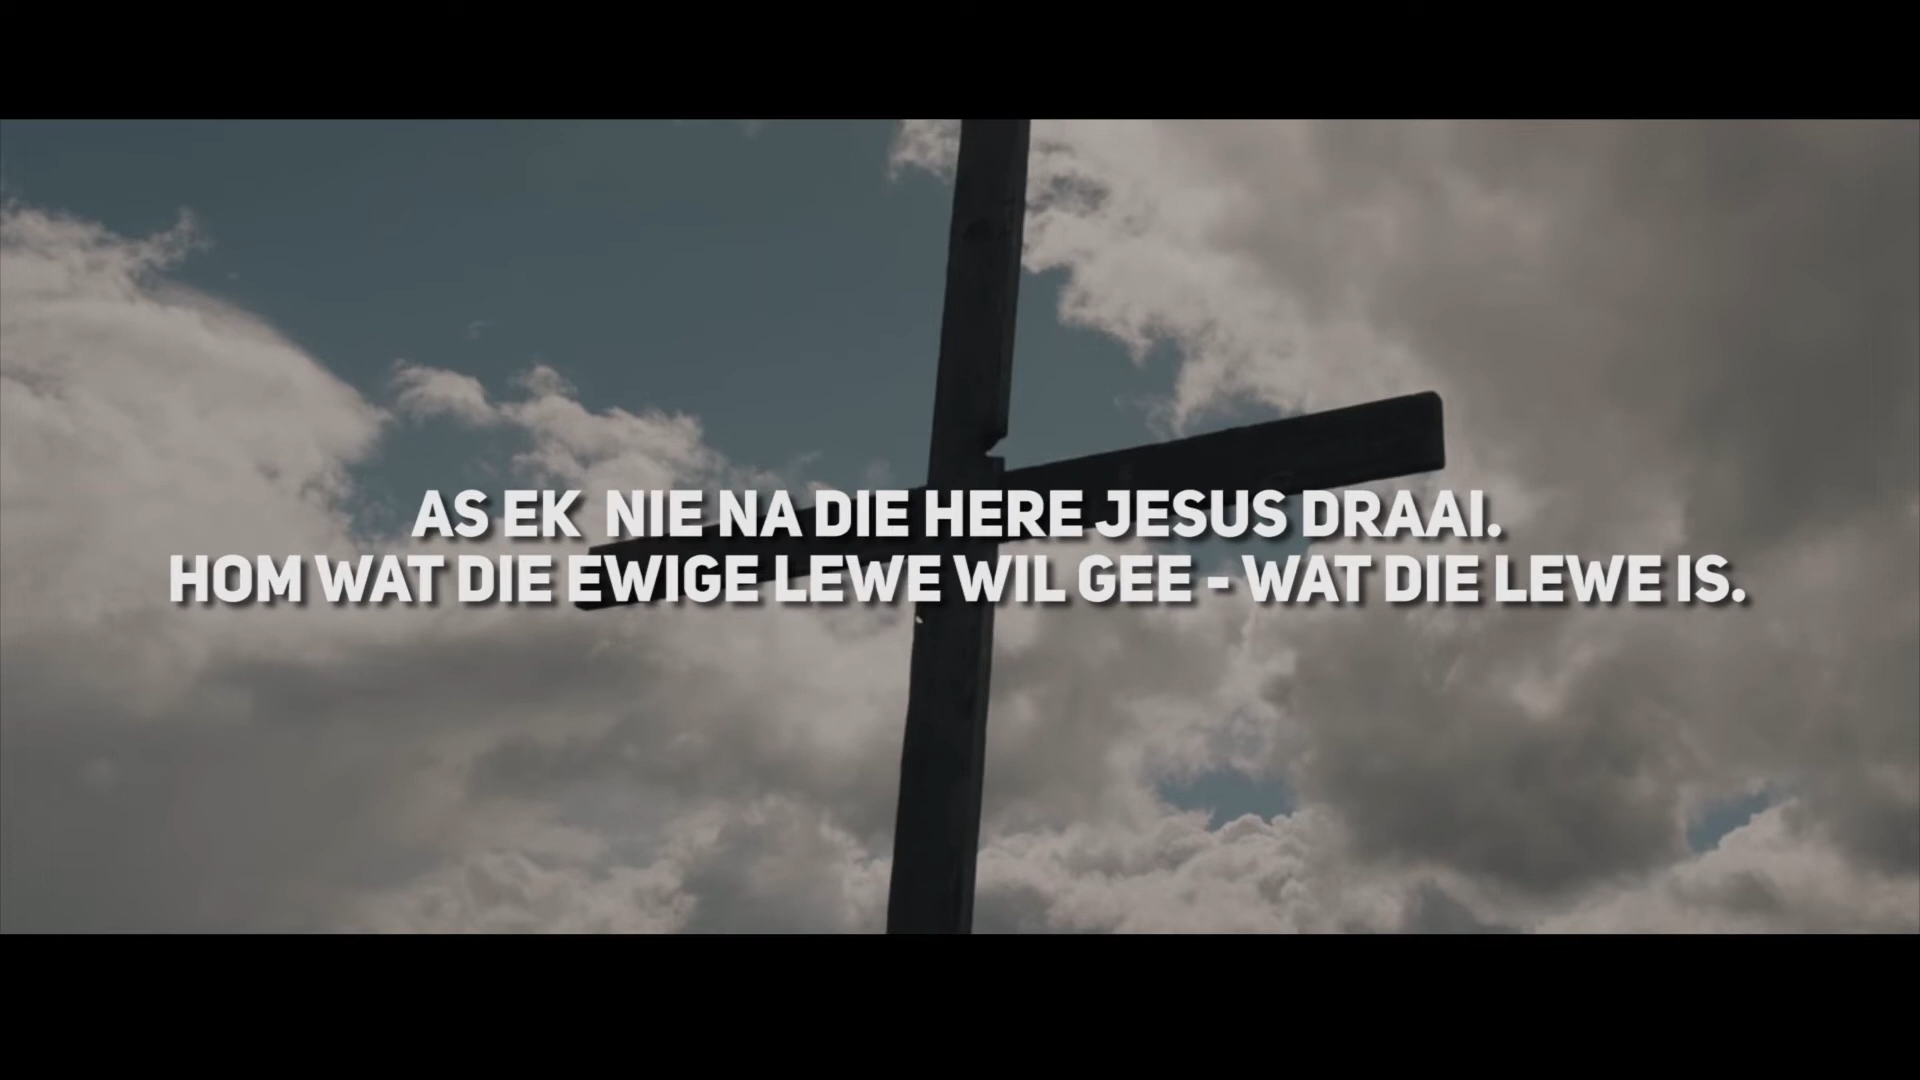 AS EK NIE NA DIE HERE JESUS DRAAI.
HOM WAT DIE EWIGE LEWE WIL GEE - WAT DIE LEWE IS.